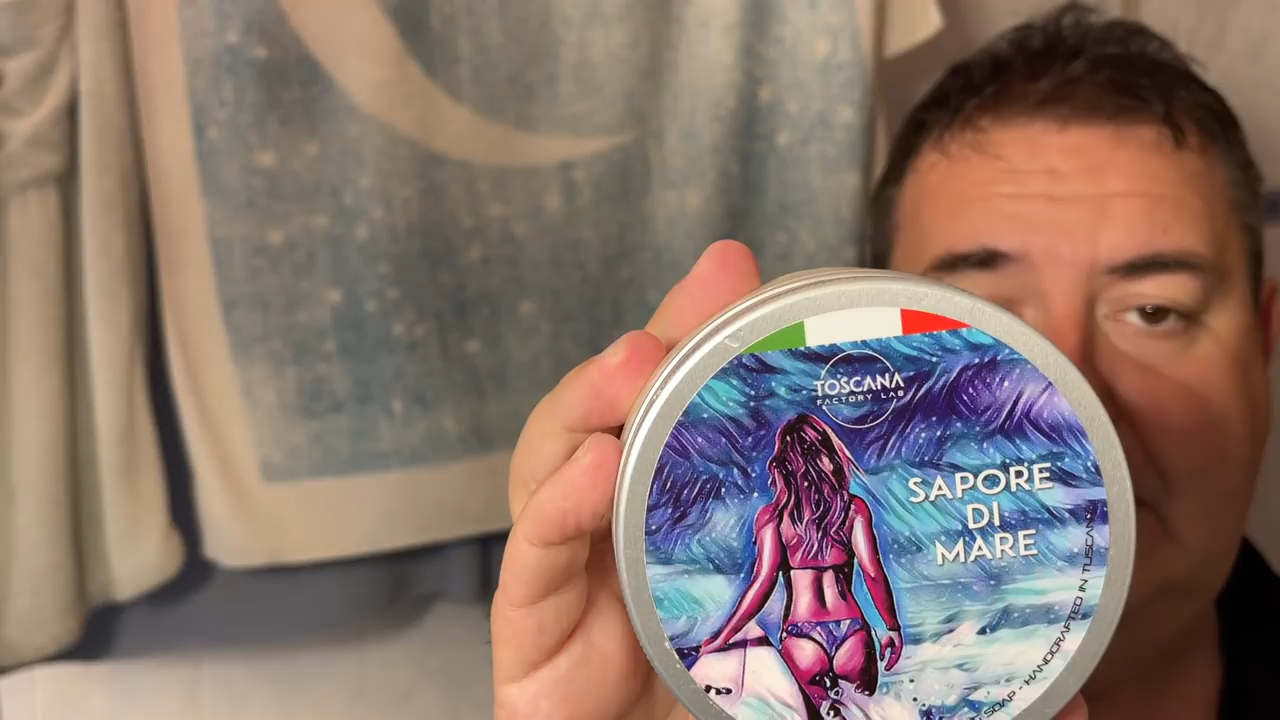 TOSCANA
FACTORY LAB
SAPORE
DI
MARE
SOAP - HANDCRAFTED IN TUSCANY